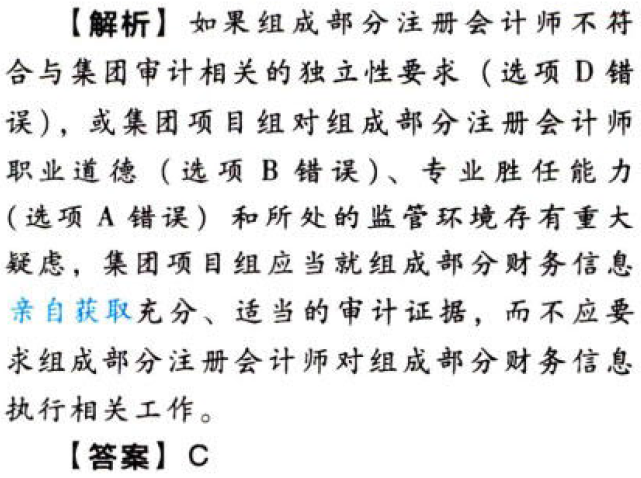 【解析】如果组成部分注册会计师不符
合与集团审计相关的独立性要求（选项 D 错
误），或集团项目组对组成部分注册会计师
职业道德（选项 B 错误）、专业胜任能力
（选项 A 错误）和所处的监管环境存有重大
疑虑，集团项目组应当就组成部分财务信息
亲自获取充分、适当的审计证据，而不应要
求组成部分注册会计师对组成部分财务信息
执行相关工作。
【答案】C